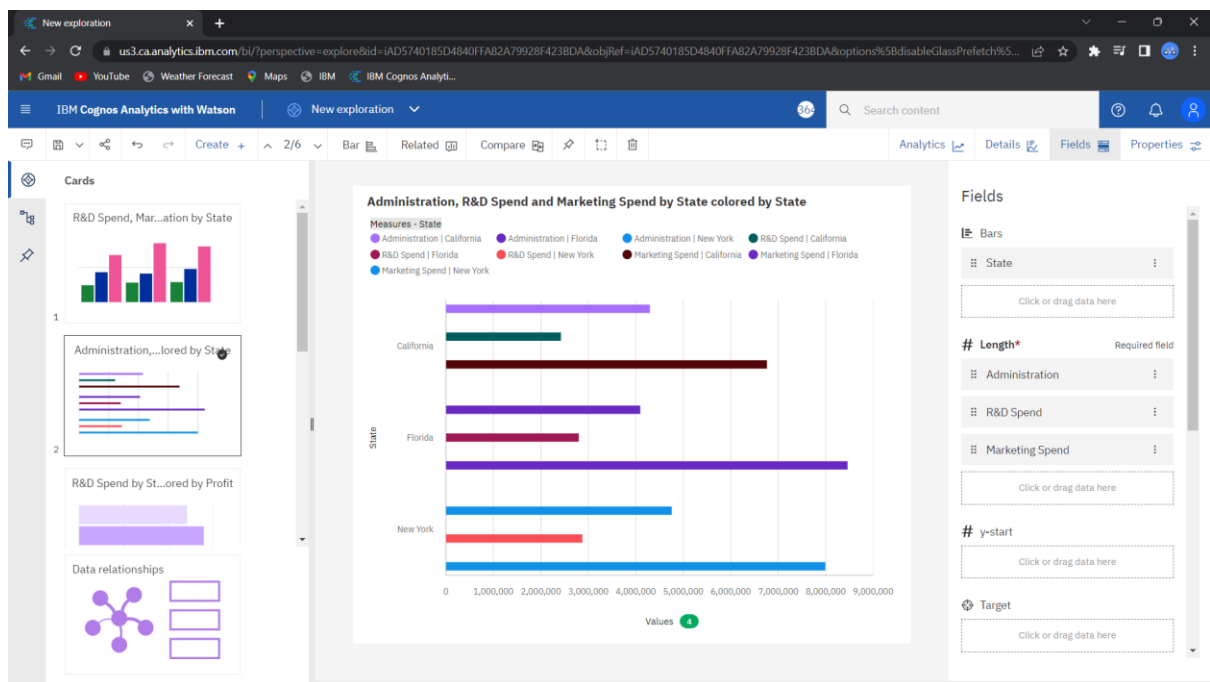 New exploration
us3.ca.analytics.ibm.com/bi/?perspective=explore&id=iAD5740185D4840FFA82A79928F423BDA&objRef=iAD5740185D4840FFA82A79928F423BDA&options%5BdisableGlassPrefetch%5...
Gmail YouTube Weather Forecast Maps IBM IBM Cognos Analyti...
IBM Cognos Analytics with Watson New exploration 364 Search content
Create + 2/6 Bar Related Compare Analytics Details Fields Properties
Cards
R&D Spend, Mar...ation by State
1
Administration,...lored by State
2
R&D Spend by St...ored by Profit
Data relationships
Administration, R&D Spend and Marketing Spend by State colored by State
Measures - State
Administration | California Administration | Florida Administration | New York R&D Spend | California
R&D Spend | Florida R&D Spend | New York Marketing Spend | California Marketing Spend | Florida
Marketing Spend | New York
California
Florida
New York
State
0 1,000,000 2,000,000 3,000,000 4,000,000 5,000,000 6,000,000 7,000,000 8,000,000 9,000,000
Values 4
Fields
Bars
State
Click or drag data here
# Length* Required field
Administration
R&D Spend
Marketing Spend
Click or drag data here
# y-start
Click or drag data here
Target
Click or drag data here